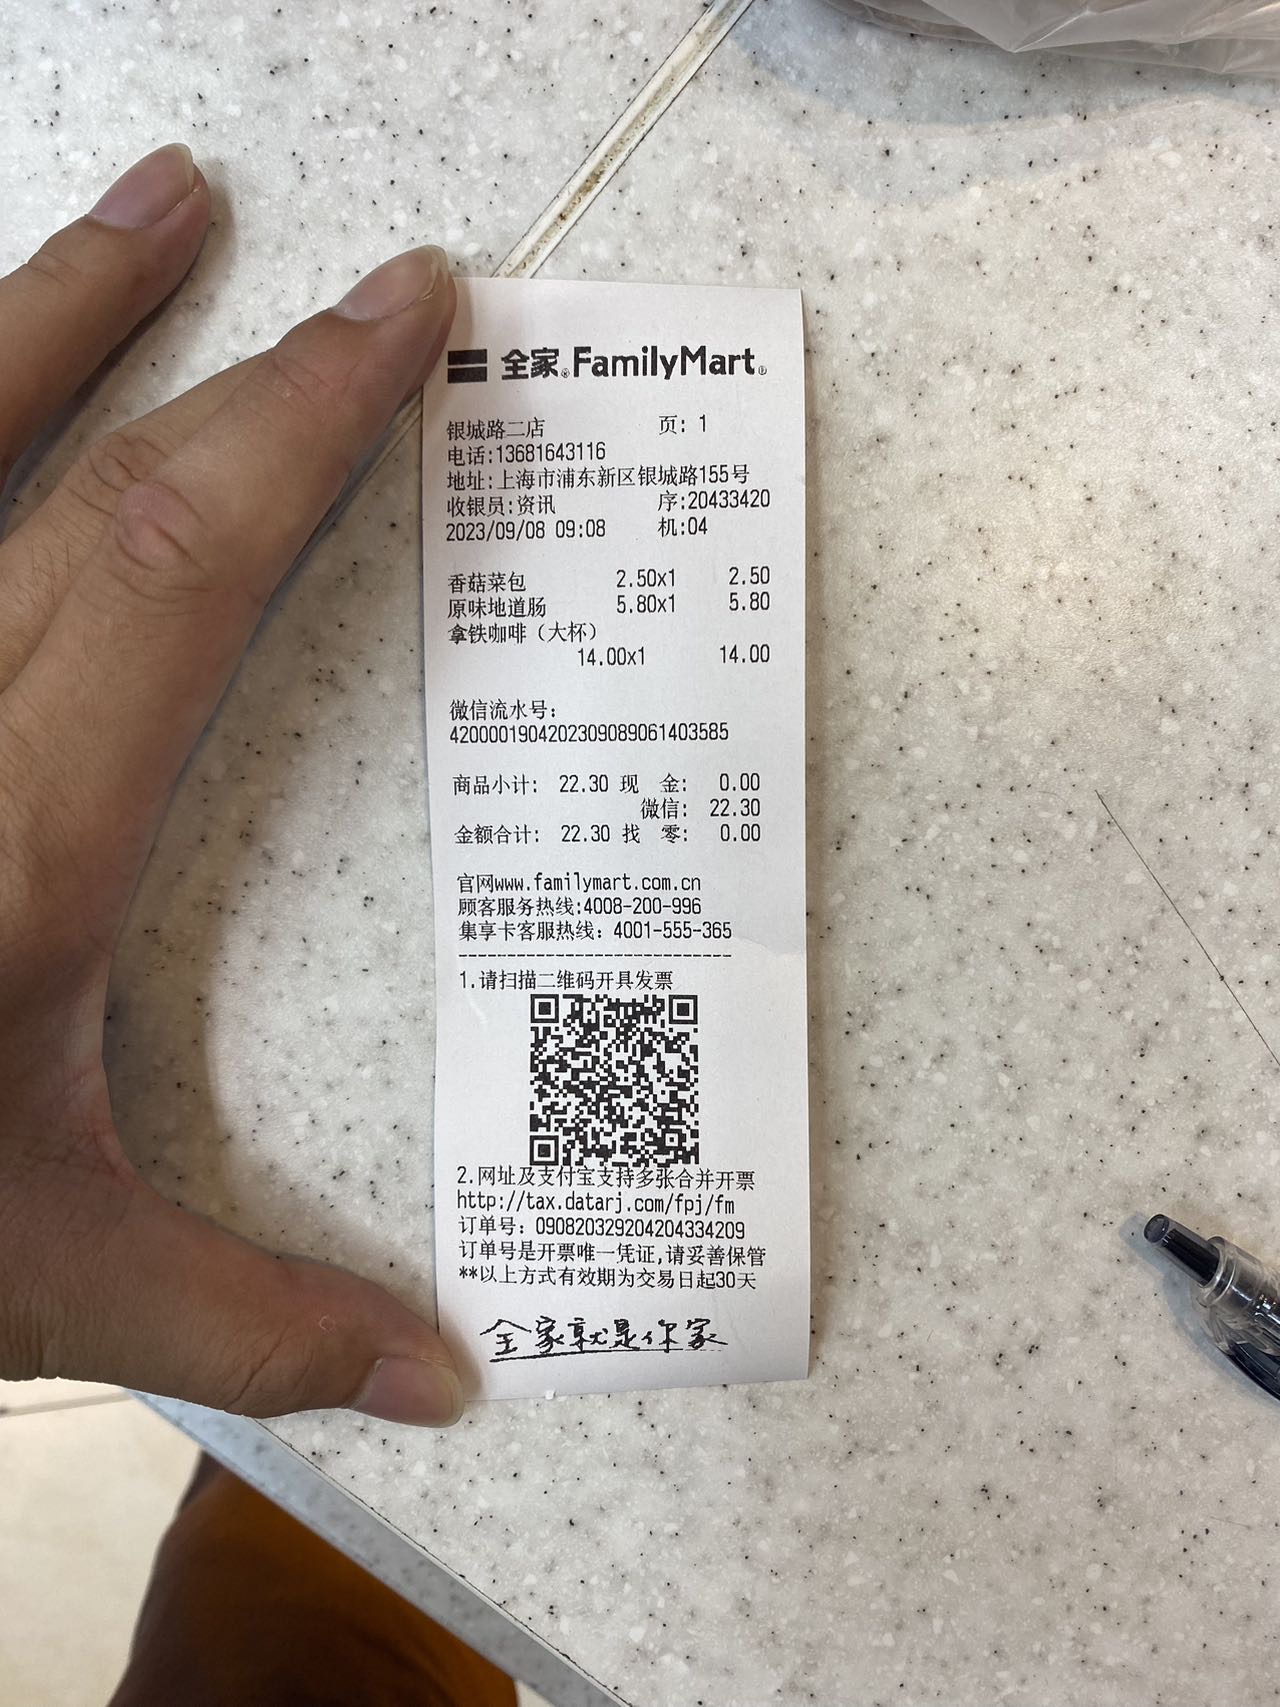 全家® FamilyMart®
银城路二店 页: 1
电话:13681643116
地址:上海市浦东新区银城路155号
收银员:资讯 序:20433420
2023/09/08 09:08 机:04
香菇菜包 2.50x1 2.50
原味地道肠 5.80x1 5.80
拿铁咖啡（大杯）
14.00x1 14.00
微信流水号:
4200001904202309089061403585
商品小计: 22.30 现 金: 0.00
微信: 22.30
金额合计: 22.30 找 零: 0.00
官网www.familymart.com.cn
顾客服务热线:4008-200-996
集享卡客服热线: 4001-555-365
----------------------------
1.请扫描二维码开具发票
2.网址及支付宝支持多张合并开票
http://tax.datarj.com/fpj/fm
订单号: 090820329204204334209
订单号是开票唯一凭证,请妥善保管
**以上方式有效期为交易日起30天
全家就是你家